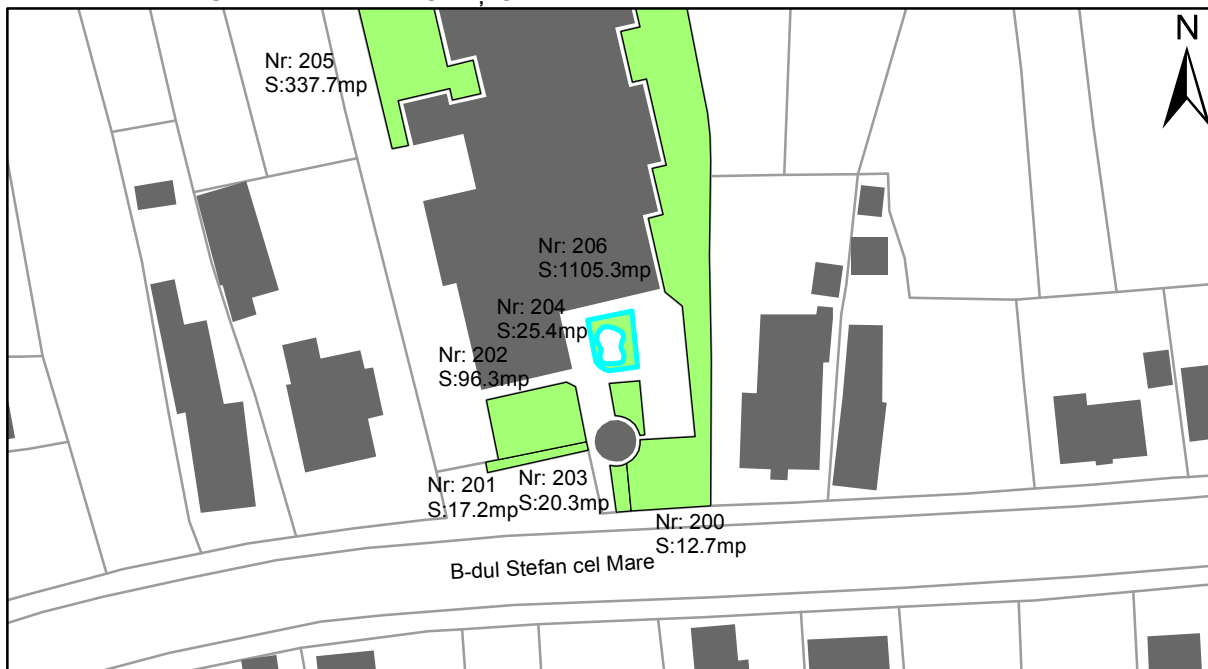 N
Nr: 205
S:337.7mp
Nr: 206
S:1105.3mp
Nr: 204
S:25.4mp
Nr: 202
S:96.3mp
Nr: 201
S:17.2mp
Nr: 203
S:20.3mp
Nr: 200
S:12.7mp
B-dul Stefan cel Mare